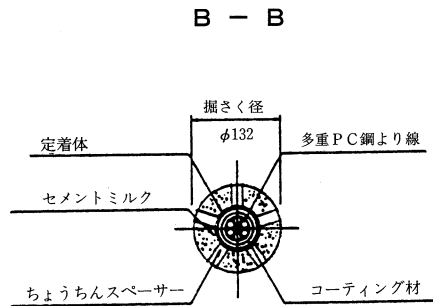 B － B
掘さく径
φ132
定着体
多重ＰＣ鋼より線
セメントミルク
ちょうちんスペーサー
コーティング材